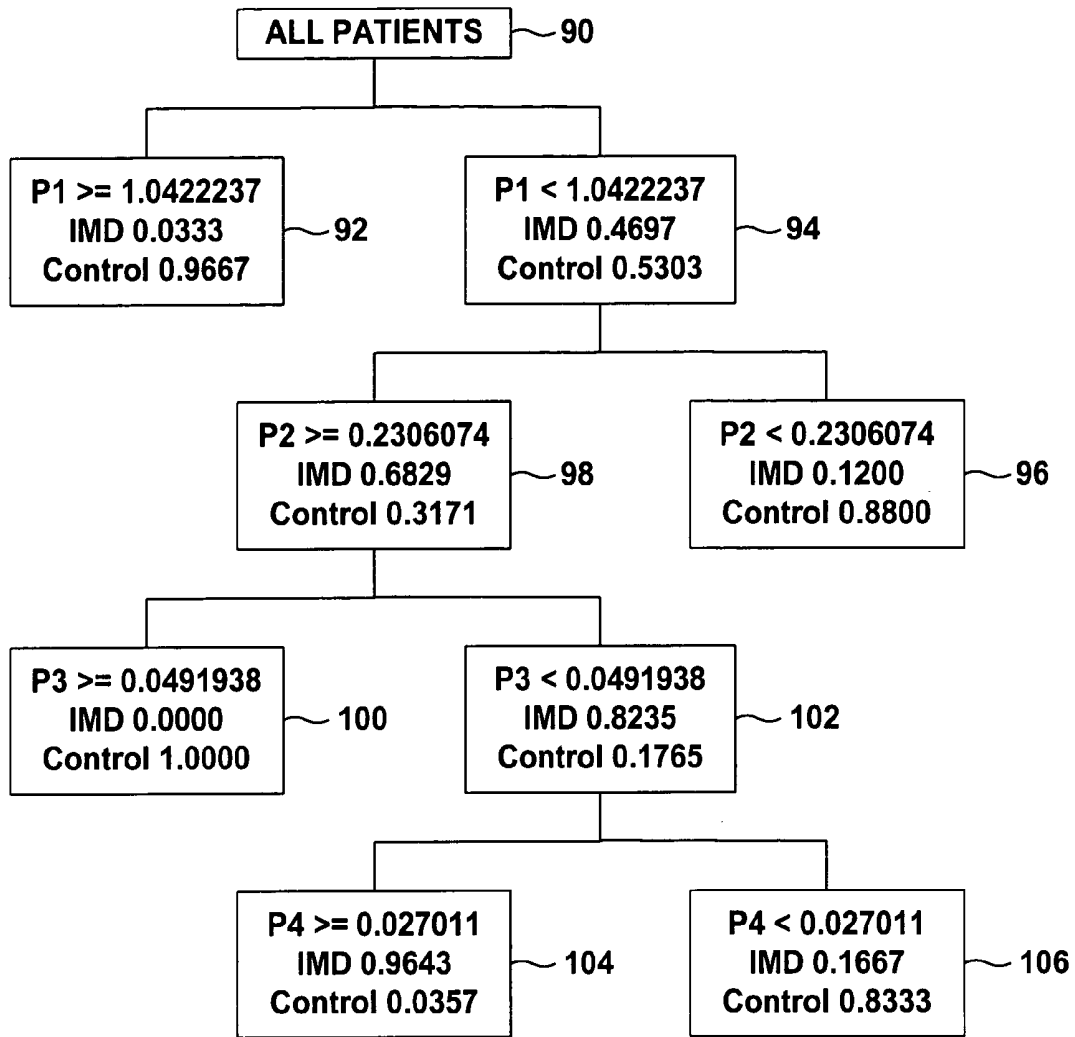 ALL PATIENTS
90
P1 >= 1.0422237
IMD 0.0333
Control 0.9667
92
P1 < 1.0422237
IMD 0.4697
Control 0.5303
94
P2 >= 0.2306074
IMD 0.6829
Control 0.3171
98
P2 < 0.2306074
IMD 0.1200
Control 0.8800
96
P3 >= 0.0491938
IMD 0.0000
Control 1.0000
100
P3 < 0.0491938
IMD 0.8235
Control 0.1765
102
P4 >= 0.027011
IMD 0.9643
Control 0.0357
104
P4 < 0.027011
IMD 0.1667
Control 0.8333
106